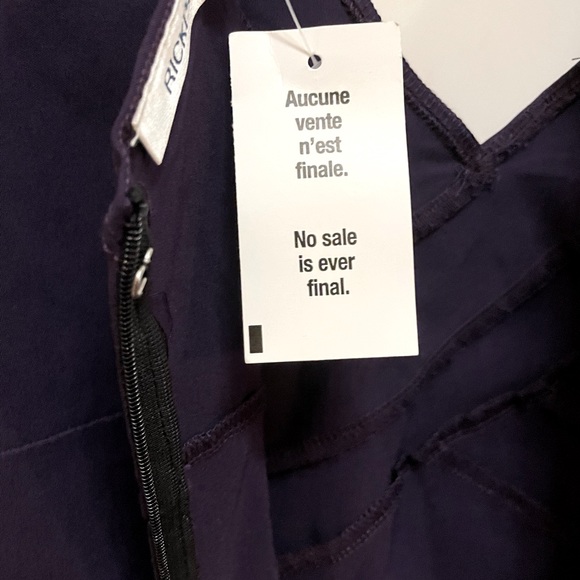 Aucune
vente
n'est
finale.
No sale
is ever
final.